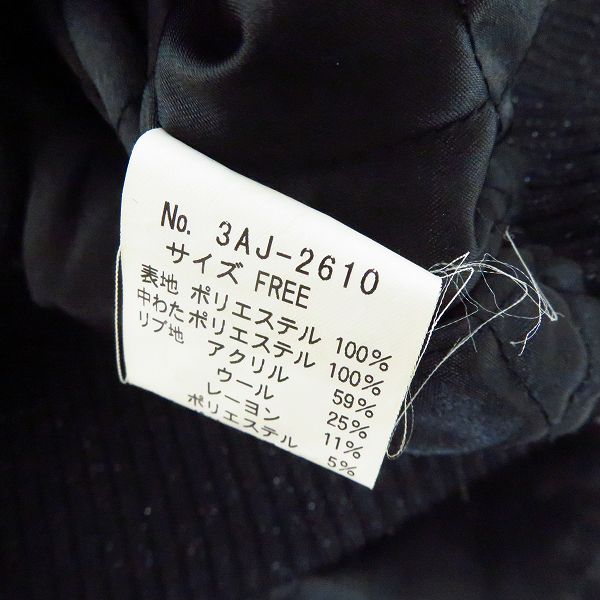 No. 3AJ-2610
サイズ FREE
表地 ポリエステル 100%
中わた ポリエステル 100%
リブ地 アクリル 59%
ウール 25%
レーヨン 11%
ポリエステル 5%